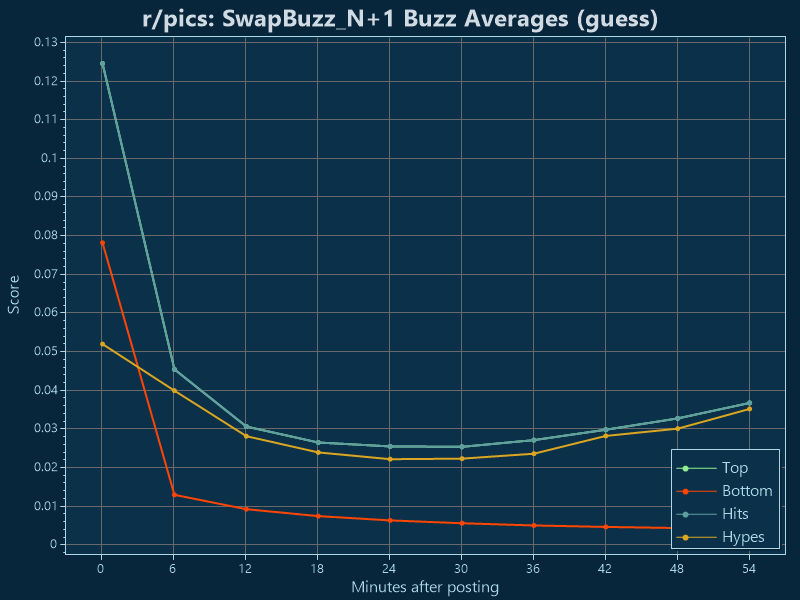 r/pics: SwapBuzz_N+1 Buzz Averages (guess)
0.13
0.12
0.11
0.1
0.09
0.08
0.07
0.06
0.05
0.04
0.03
0.02
0.01
0
Score
Top
Bottom
Hits
Hypes
0 6 12 18 24 30 36 42 48 54
Minutes after posting